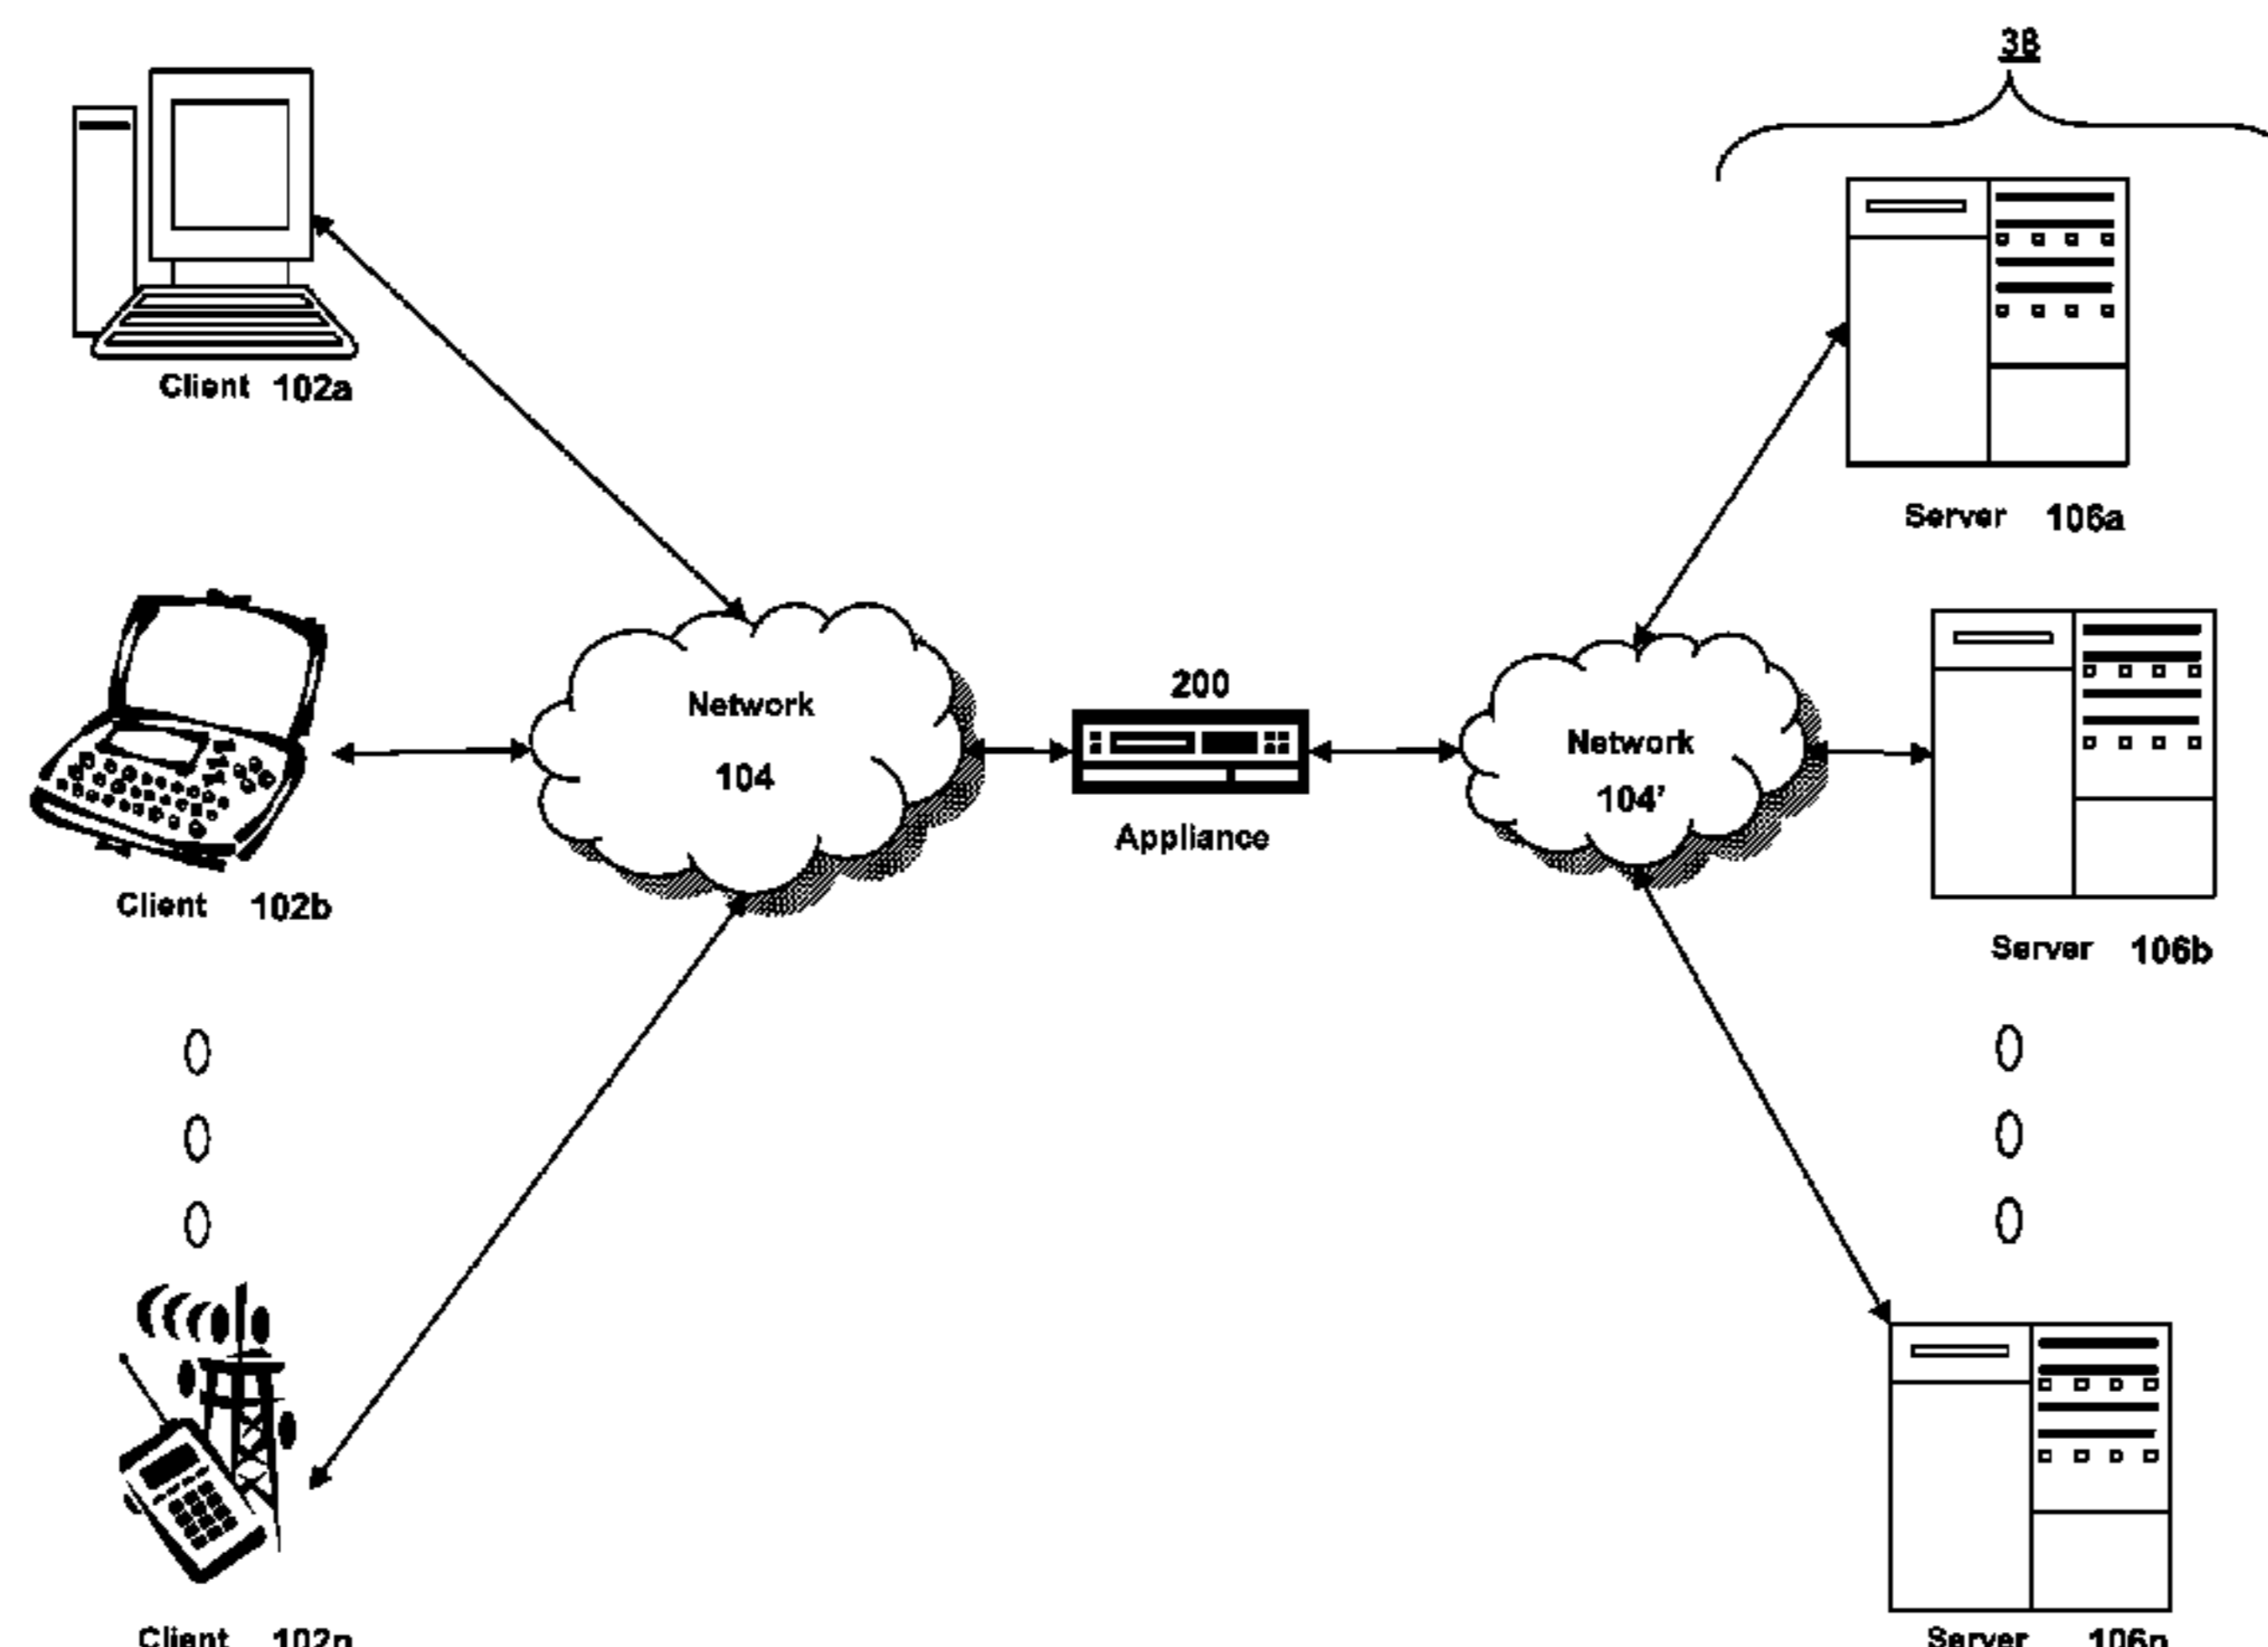 38
Client 102a
Server 106a
200
Network
104
Network
104'
Appliance
Client 102b
Server 106b
Client 102n
Server 106n